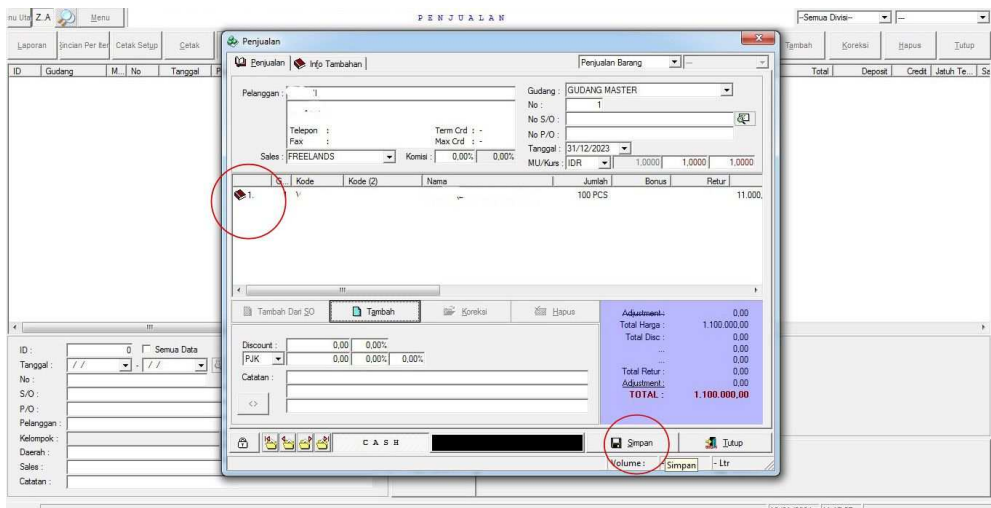 nu Uta Z..A Menu
P E N J U A L A N
--Semua Divisi-- --
Laporan Rincian Per Iter Cetak Setup Cetak
Tambah Koreksi Hapus Tutup
ID Gudang M... No Tanggal P
Total Deposit Credit Jatuh Te... Sa
Penjualan
Penjualan Info Tambahan Penjualan Barang --
Pelanggan :
Telepon : Term Crd : -
Fax : Max Crd : -
Sales : FREELANDS Komisi : 0,00% 0,00%
Gudang : GUDANG MASTER
No : 1
No S/O :
No P/O :
Tanggal : 31/12/2023
MU/Kurs : IDR 1,0000 1,0000 1,0000
G... Kode Kode (2) Nama Jumlah Bonus Retur
1. 100 PCS 11.000,
Tambah Dari SO Tambah Koreksi Hapus
Discount : 0,00 0,00%
PJK 0,00 0,00% 0,00%
Catatan :
<>
Adjustment : 0,00
Total Harga : 1.100.000,00
Total Disc : 0,00
... 0,00
... 0,00
Total Retur : 0,00
Adjustment : 0,00
TOTAL : 1.100.000,00
C A S H
Simpan Tutup
Volume : - Simpan - Ltr
ID : 0 Semua Data
Tanggal : / / - / /
No :
S/O :
P/O :
Pelanggan :
Kelompok :
Daerah :
Sales :
Catatan :